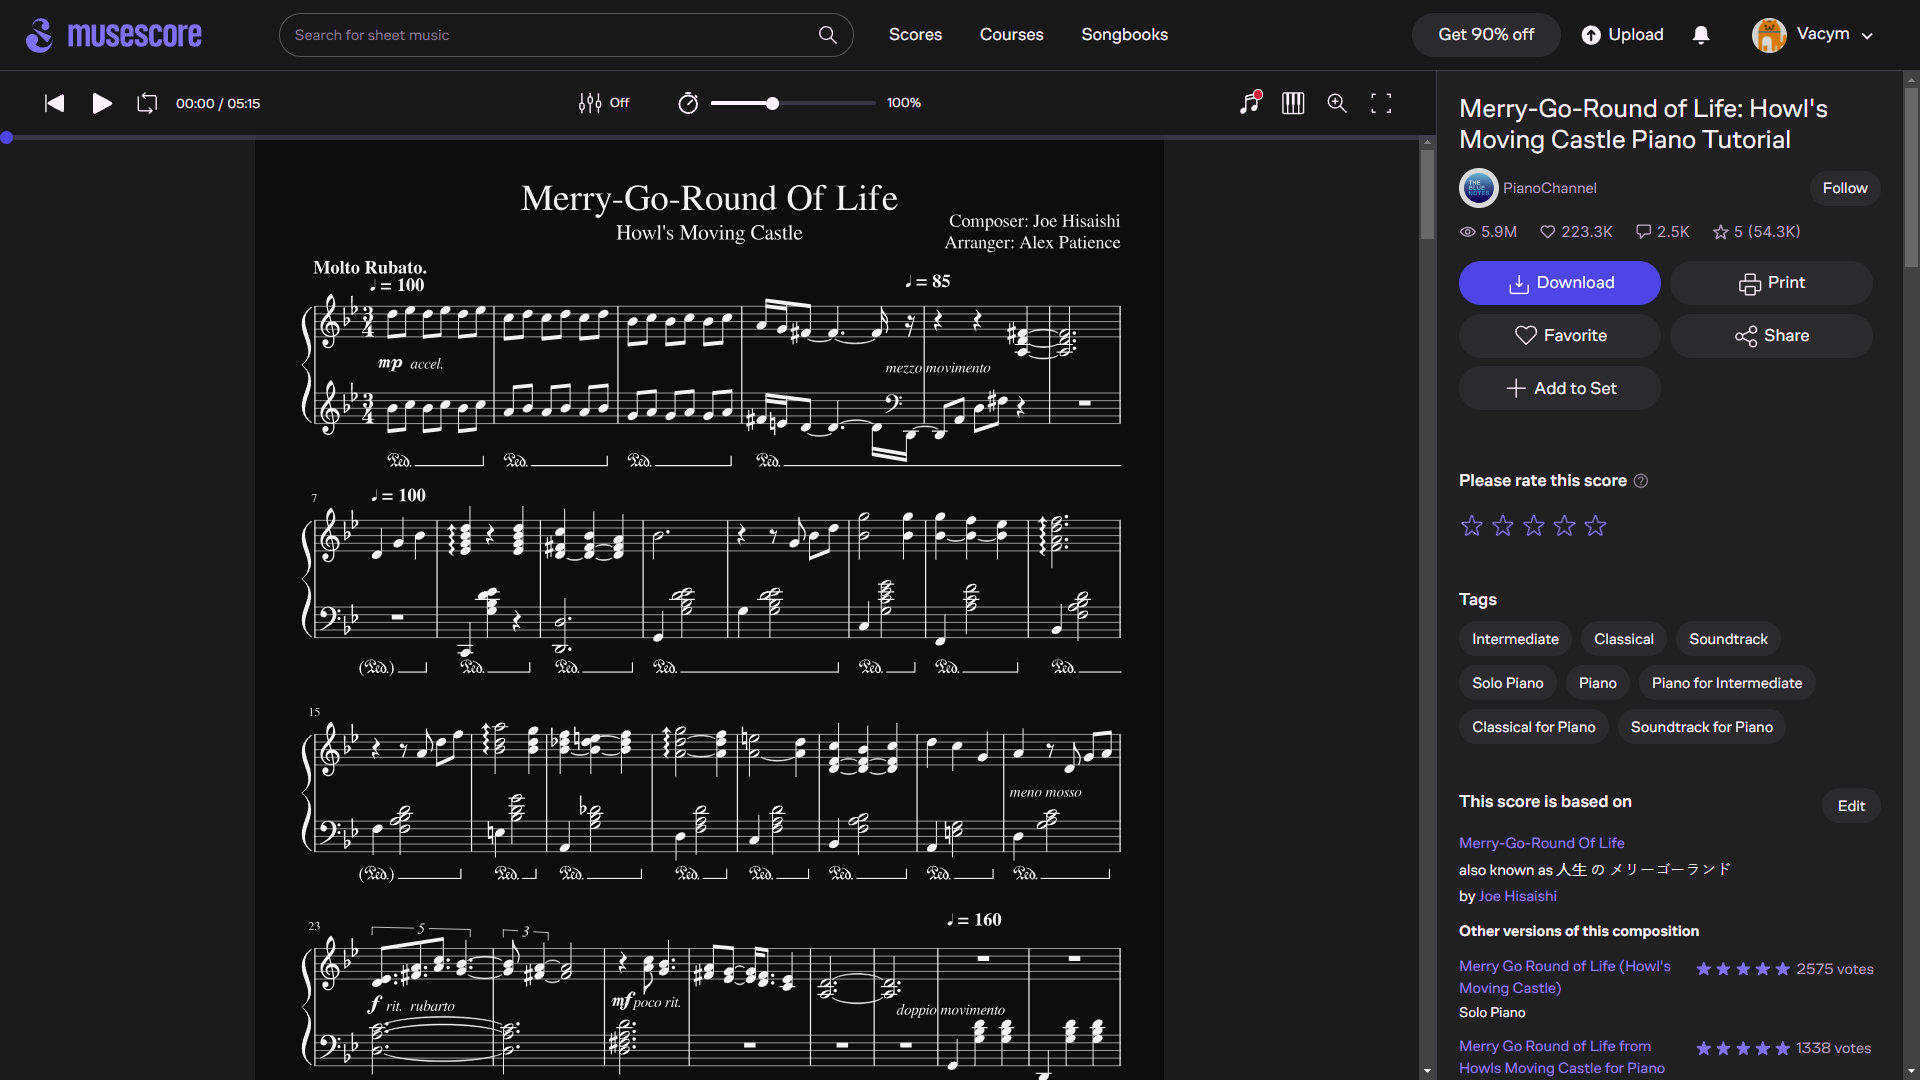 musescore
Search for sheet music
Scores
Courses
Songbooks
Get 90% off
Upload
Vacym
00:00 / 05:15
Off
100%
Merry-Go-Round Of Life
Howl's Moving Castle
Composer: Joe Hisaishi
Arranger: Alex Patience
Molto Rubato.
♩ = 100
♩ = 85
3
4
mp accel.
mezzo movimento
3
4
Ped.
Ped.
Ped.
Ped.
7
♩ = 100
(Ped.)
Ped.
Ped.
Ped.
Ped.
Ped.
Ped.
15
meno mosso
(Ped.)
Ped.
Ped.
Ped.
Ped.
Ped.
Ped.
Ped.
23
5
3
♩ = 160
f rit. rubarto
mf poco rit.
doppio movimento
Merry-Go-Round of Life: Howl's
Moving Castle Piano Tutorial
THE
BLUE
NOTES
PianoChannel
Follow
5.9M
223.3K
2.5K
5 (54.3K)
Download
Print
Favorite
Share
Add to Set
Please rate this score
Tags
Intermediate
Classical
Soundtrack
Solo Piano
Piano
Piano for Intermediate
Classical for Piano
Soundtrack for Piano
This score is based on
Edit
Merry-Go-Round Of Life
also known as 人生 の メリーゴーランド
by Joe Hisaishi
Other versions of this composition
Merry Go Round of Life (Howl's
Moving Castle)
2575 votes
Solo Piano
Merry Go Round of Life from
Howls Moving Castle for Piano
1338 votes